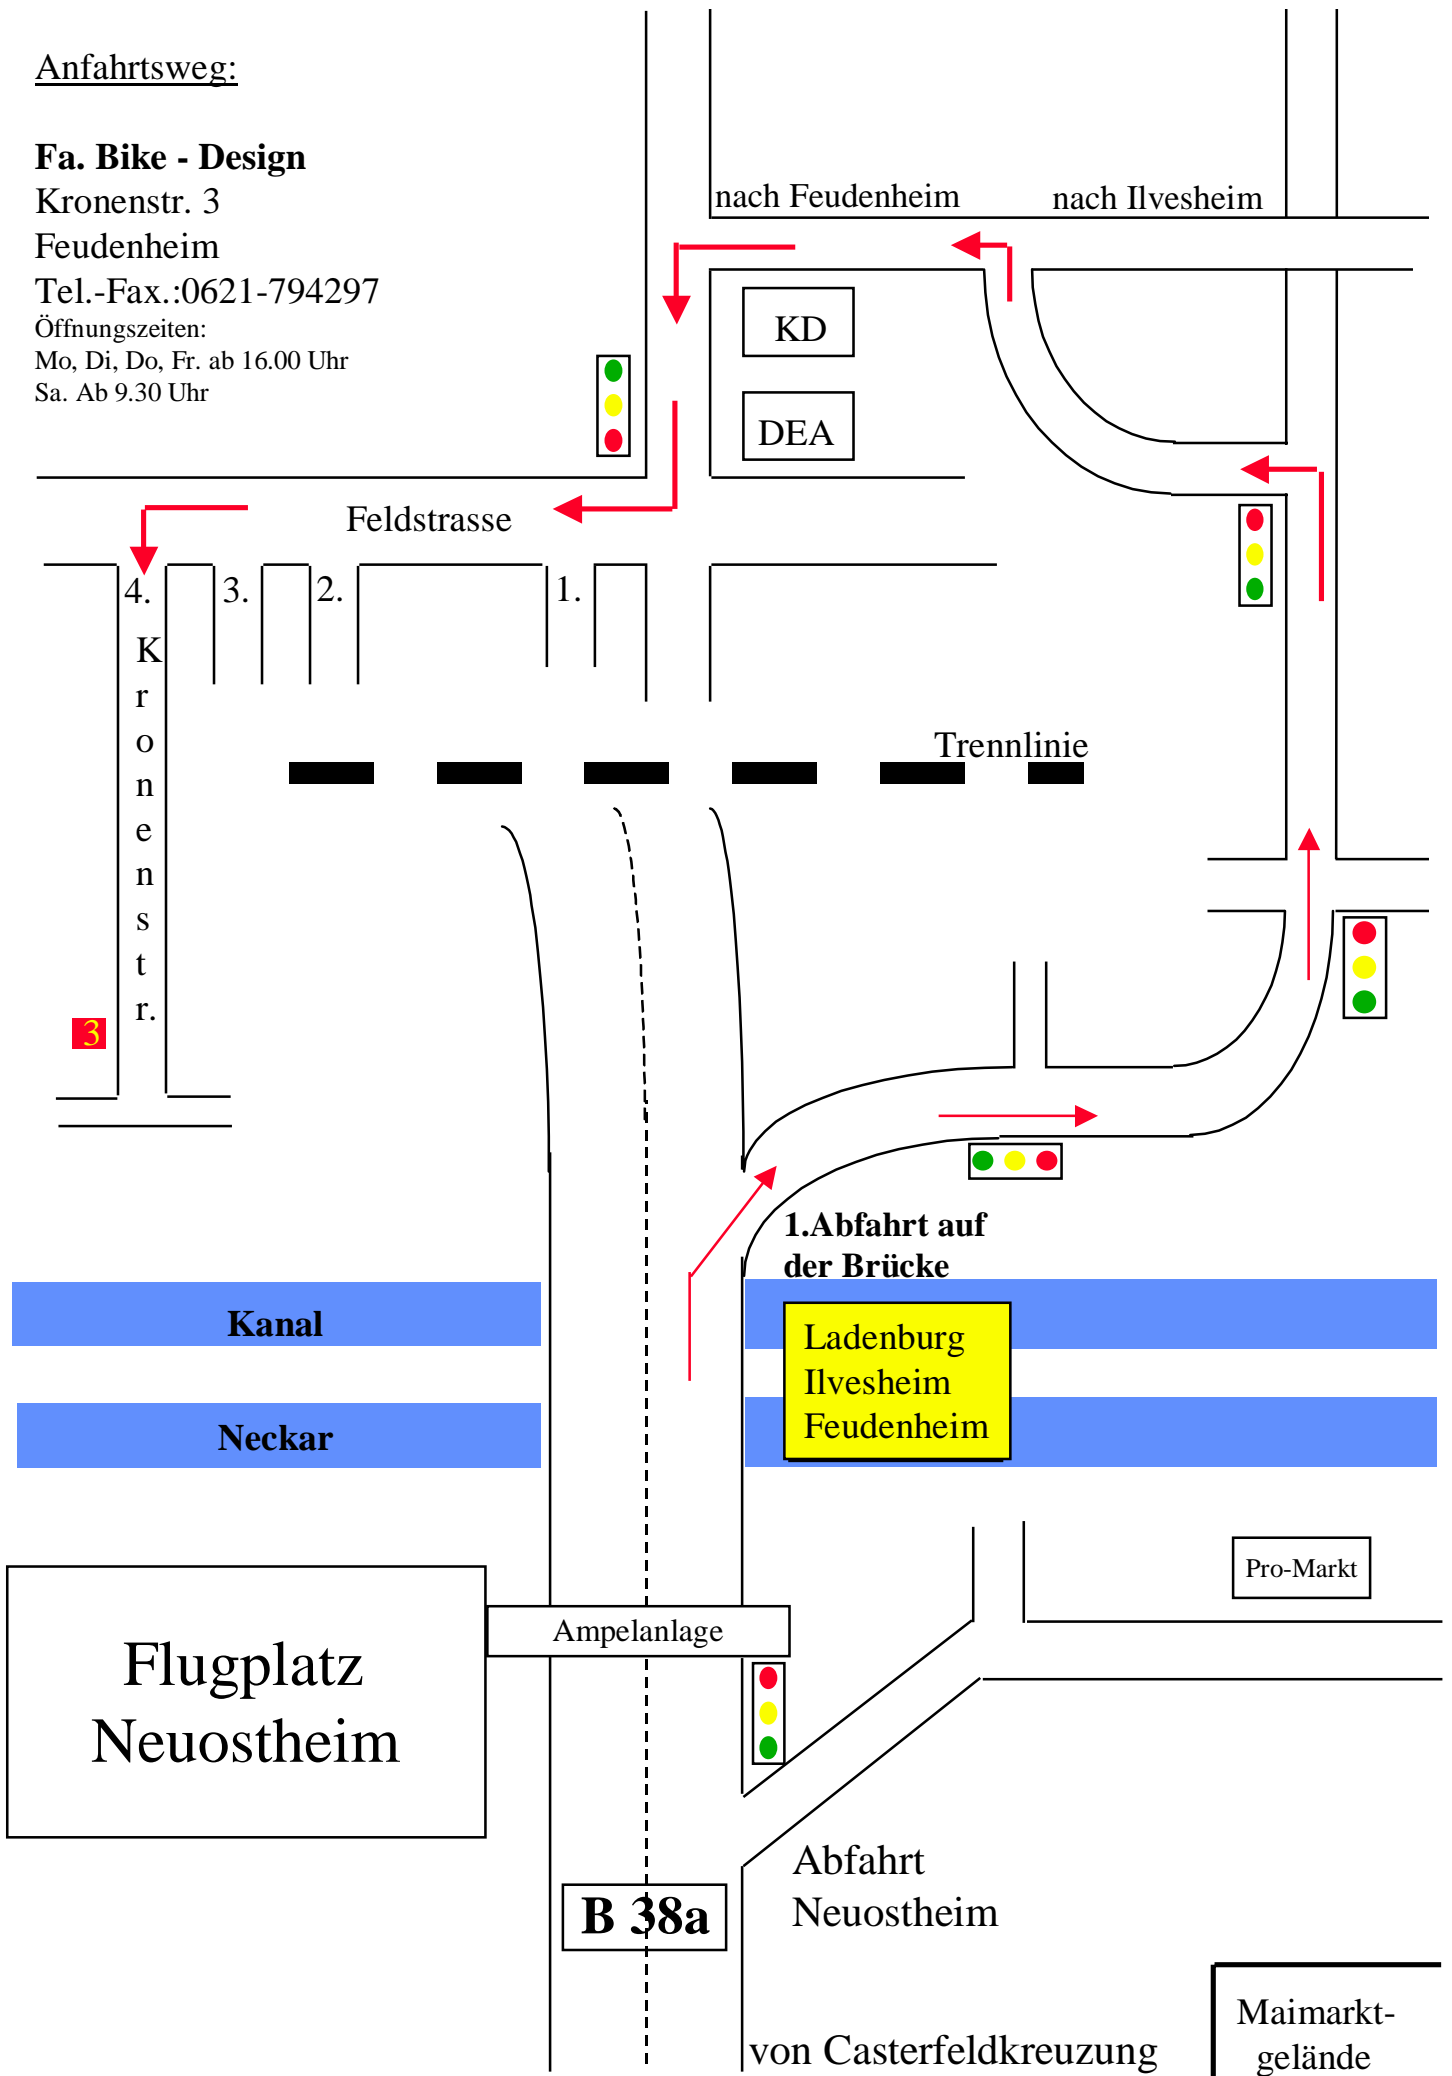 Anfahrtsweg:
Fa. Bike - Design
Kronenstr. 3
Feudenheim
Tel.-Fax.:0621-794297
Öffnungszeiten:
Mo, Di, Do, Fr. ab 16.00 Uhr
Sa. Ab 9.30 Uhr
nach Feudenheim
nach Ilvesheim
KD
DEA
Feldstrasse
4.
3.
2.
1.
Kronenstr.
Trennlinie
3
1.Abfahrt auf
der Brücke
Kanal
Ladenburg
Ilvesheim
Feudenheim
Neckar
Pro-Markt
Ampelanlage
Flugplatz
Neuostheim
Abfahrt
Neuostheim
B 38a
von Casterfeldkreuzung
Maimarkt-
gelände